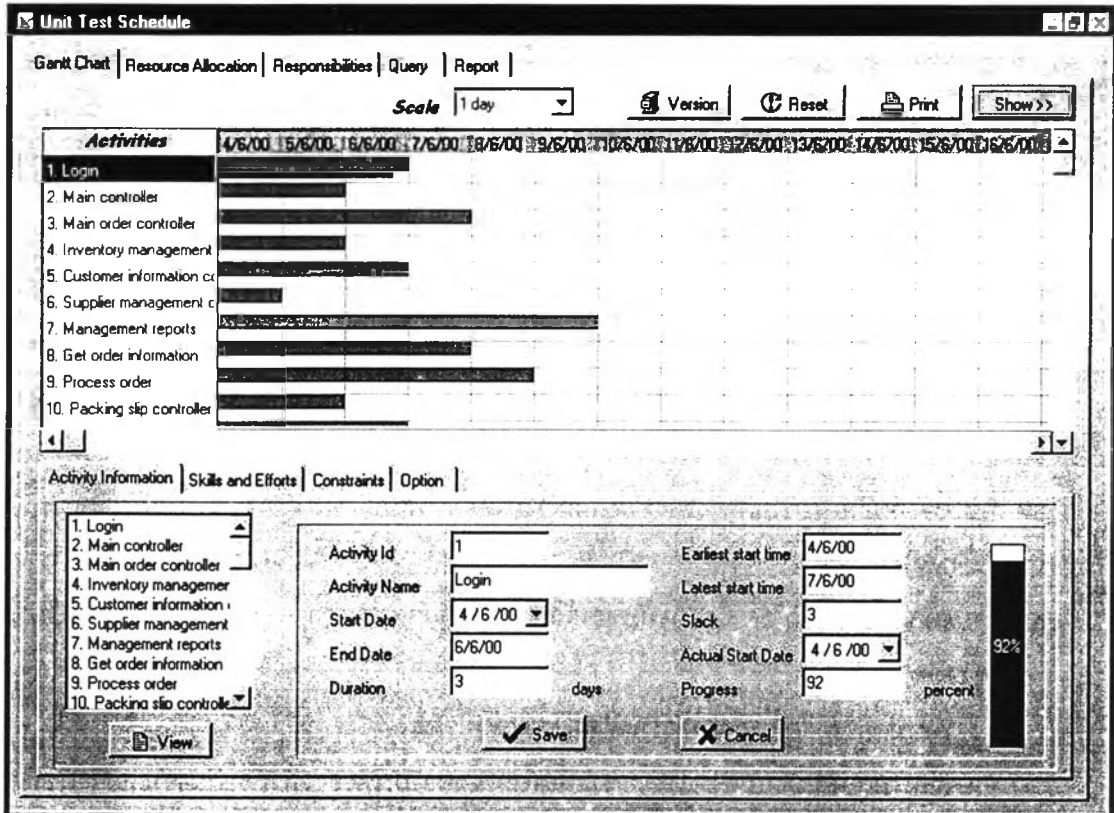 Unit Test Schedule
Gantt Chart Resource Allocation Responsibilities Query Report
Scale 1 day Version Reset Print Show >>
Activities 4/6/00 5/6/00 6/6/00 7/6/00 8/6/00 9/6/00 10/6/00 11/6/00 12/6/00 13/6/00 14/6/00 15/6/00 16/6/00
1. Login
2. Main controller
3. Main order controller
4. Inventory management
5. Customer information co
6. Supplier management c
7. Management reports
8. Get order information
9. Process order
10. Packing slip controller
Activity Information Skills and Efforts Constraints Option
1. Login
2. Main controller
3. Main order controller
4. Inventory managemer
5. Customer information
6. Supplier management
7. Management reports
8. Get order information
9. Process order
10. Packing slip controlle
View
Activity Id 1
Activity Name Login
Start Date 4 / 6 / 00
End Date 6/6/00
Duration 3 days
Earliest start time 4/6/00
Latest start time 7/6/00
Slack 3
Actual Start Date 4 / 6 / 00
Progress 92 percent
92%
Save Cancel